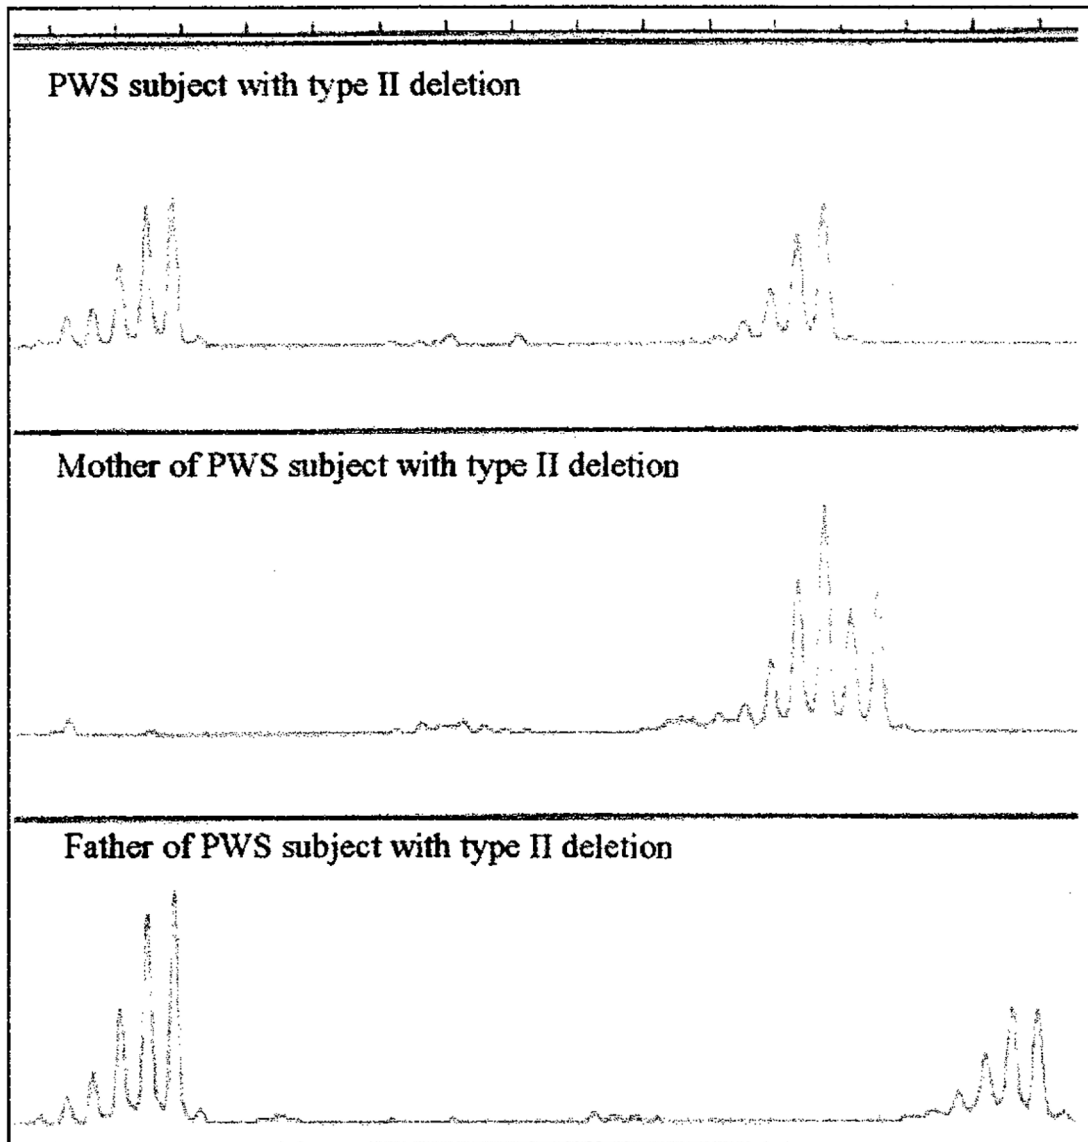 PWS subject with type II deletion
Mother of PWS subject with type II deletion
Father of PWS subject with type II deletion